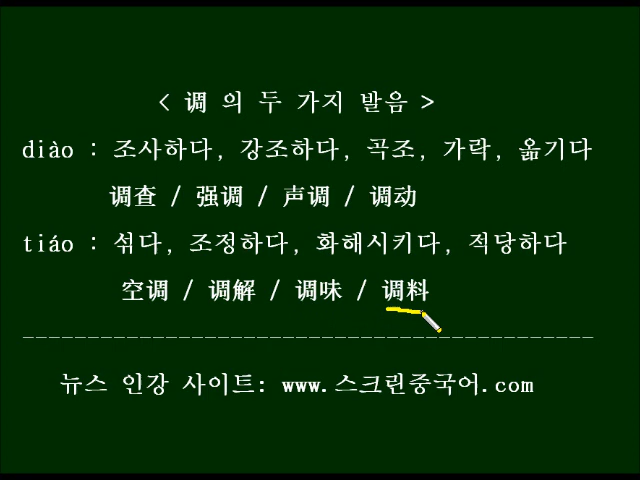 < 调 의 두 가지 발음 >
diào : 조사하다, 강조하다, 곡조, 가락, 옮기다
调查 / 强调 / 声调 / 调动
tiáo : 섞다, 조정하다, 화해시키다, 적당하다
空调 / 调解 / 调味 / 调料
뉴스 인강 사이트: www.스크린중국어.com